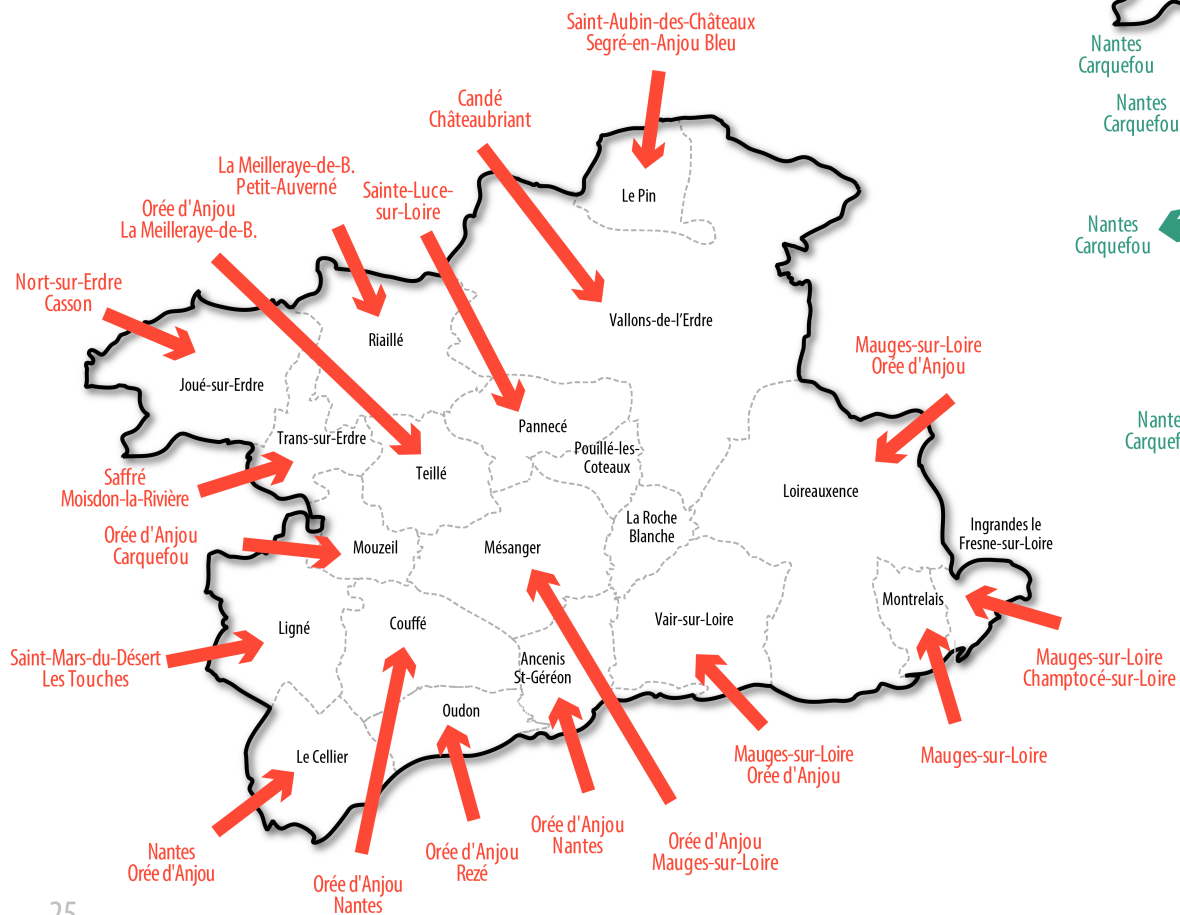 Saint-Aubin-des-Châteaux
Segré-en-Anjou Bleu
Nantes
Carquefou
Candé
Châteaubriant
Nantes
Carquefou
La Meilleraye-de-B.
Petit-Auverné
Sainte-Luce-
sur-Loire
Le Pin
Orée d'Anjou
La Meilleraye-de-B.
Nantes
Carquefou
Nort-sur-Erdre
Casson
Vallons-de-l’Erdre
Riaillé
Mauges-sur-Loire
Orée d'Anjou
Joué-sur-Erdre
Pannecé
Trans-sur-Erdre
Pouillé-les-
Coteaux
Teillé
Saffré
Moisdon-la-Rivière
Loireauxence
La Roche
Blanche
Ingrandes le
Fresne-sur-Loire
Orée d'Anjou
Carquefou
Mouzeil
Mésanger
Montrelais
Ligné
Couffé
Vair-sur-Loire
Saint-Mars-du-Désert
Les Touches
Ancenis
St-Géréon
Mauges-sur-Loire
Champtocé-sur-Loire
Oudon
Le Cellier
Mauges-sur-Loire
Orée d'Anjou
Mauges-sur-Loire
Orée d'Anjou
Nantes
Orée d'Anjou
Mauges-sur-Loire
Nantes
Orée d'Anjou
Orée d'Anjou
Rezé
Orée d'Anjou
Nantes
25